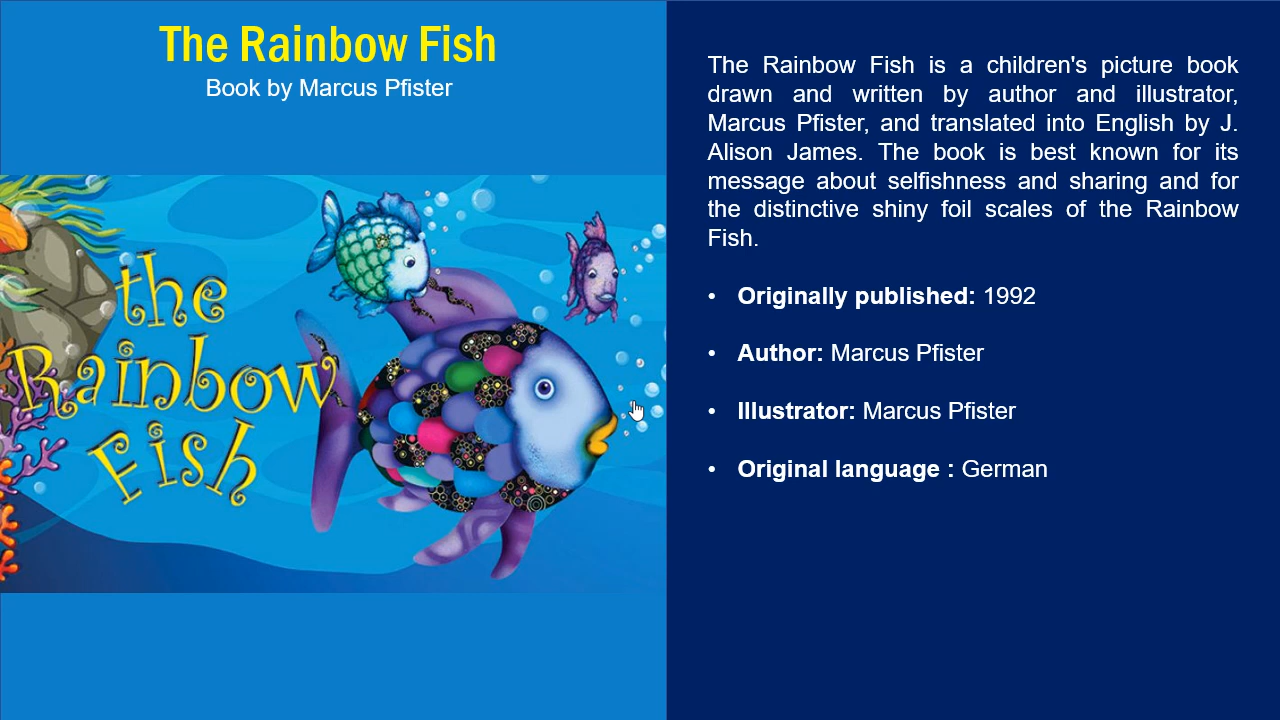 The Rainbow Fish
Book by Marcus Pfister
the
Rainbow
Fish
The Rainbow Fish is a children's picture book
drawn and written by author and illustrator,
Marcus Pfister, and translated into English by J.
Alison James. The book is best known for its
message about selfishness and sharing and for
the distinctive shiny foil scales of the Rainbow
Fish.
• Originally published: 1992
• Author: Marcus Pfister
• Illustrator: Marcus Pfister
• Original language : German